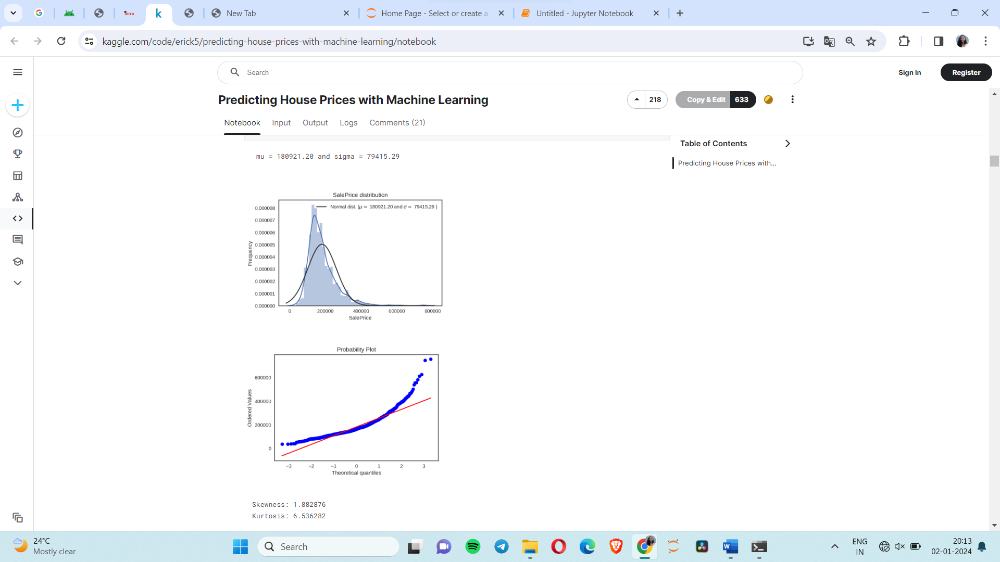 intra
k
New Tab
Home Page - Select or create a
Untitled - Jupyter Notebook
kaggle.com/code/erick5/predicting-house-prices-with-machine-learning/notebook
Search
Sign In
Register
Predicting House Prices with Machine Learning
218
Copy & Edit
633
Notebook
Input
Output
Logs
Comments (21)
Table of Contents
Predicting House Prices with...
mu = 180921.20 and sigma = 79415.29
SalePrice distribution
Normal dist. (μ = 180921.20 and σ = 79415.29 )
0.000008
0.000007
0.000006
0.000005
0.000004
0.000003
0.000002
0.000001
0.000000
Frequency
0 200000 400000 600000 800000
SalePrice
Probability Plot
600000
400000
200000
0
Ordered Values
−3 −2 −1 0 1 2 3
Theoretical quantiles
Skewness: 1.882876
Kurtosis: 6.536282
24°C
Mostly clear
Search
ENG
IN
20:13
02-01-2024